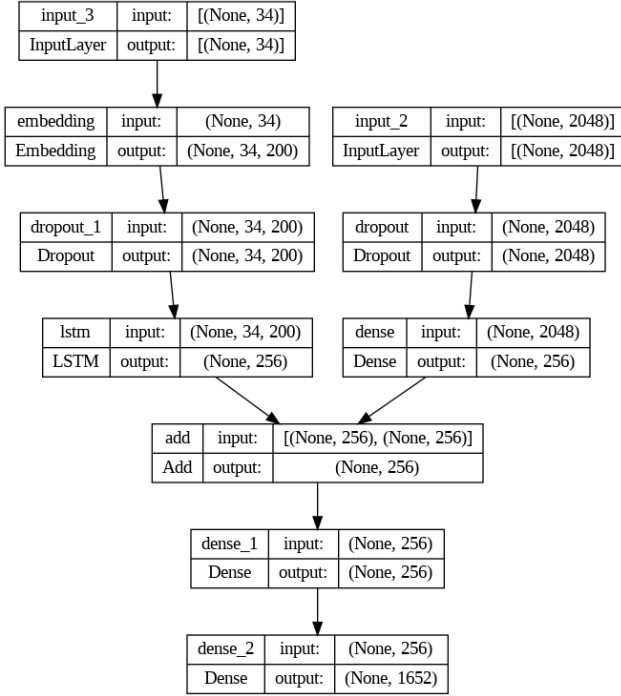 input_3 input: [(None, 34)]
InputLayer output: [(None, 34)]
embedding input: (None, 34)
Embedding output: (None, 34, 200)
input_2 input: [(None, 2048)]
InputLayer output: [(None, 2048)]
dropout_1 input: (None, 34, 200)
Dropout output: (None, 34, 200)
dropout input: (None, 2048)
Dropout output: (None, 2048)
lstm input: (None, 34, 200)
LSTM output: (None, 256)
dense input: (None, 2048)
Dense output: (None, 256)
add input: [(None, 256), (None, 256)]
Add output: (None, 256)
dense_1 input: (None, 256)
Dense output: (None, 256)
dense_2 input: (None, 256)
Dense output: (None, 1652)